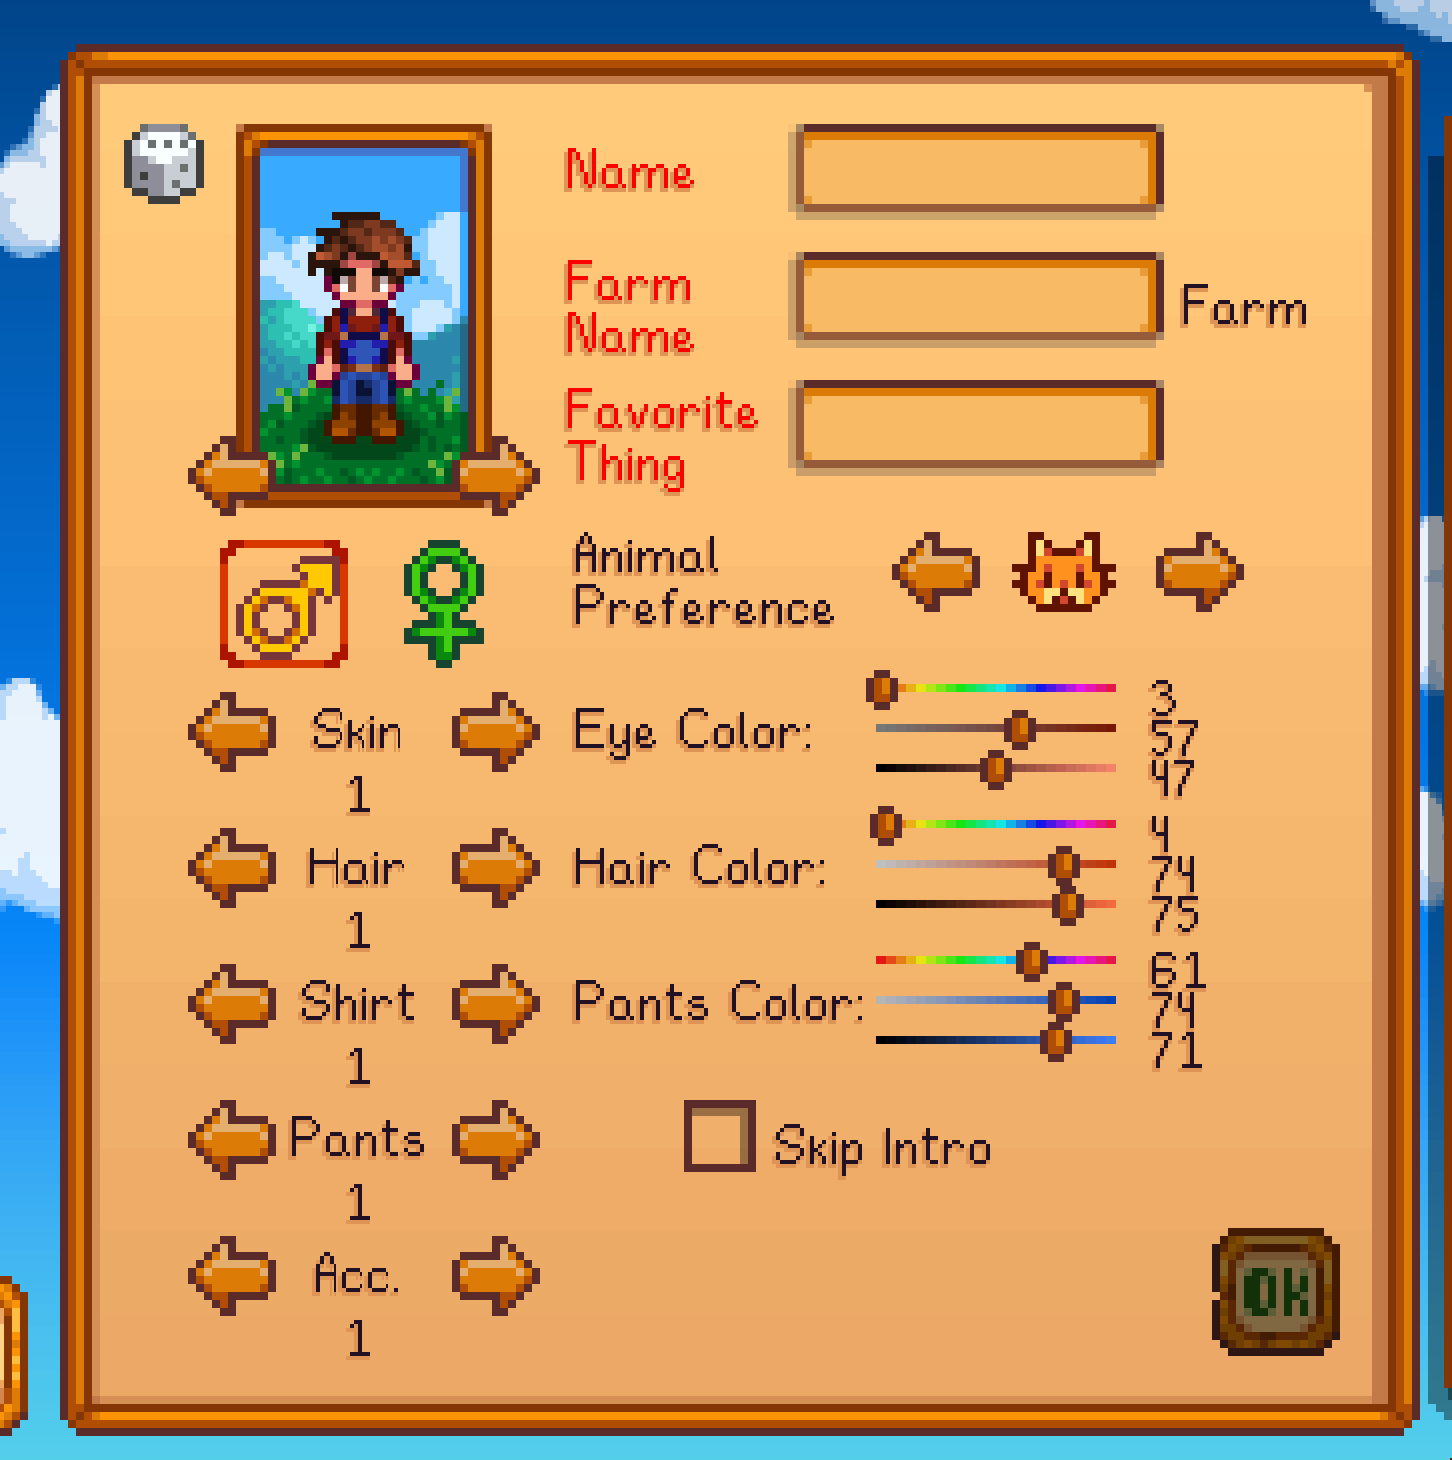 Name
Farm
Name
Farm
Favorite
Thing
Animal
Preference
Skin
1
Eye Color:
3
57
47
Hair
1
Hair Color:
4
74
75
Shirt
1
Pants Color:
61
74
71
Pants
1
Skip Intro
Acc.
1
OK